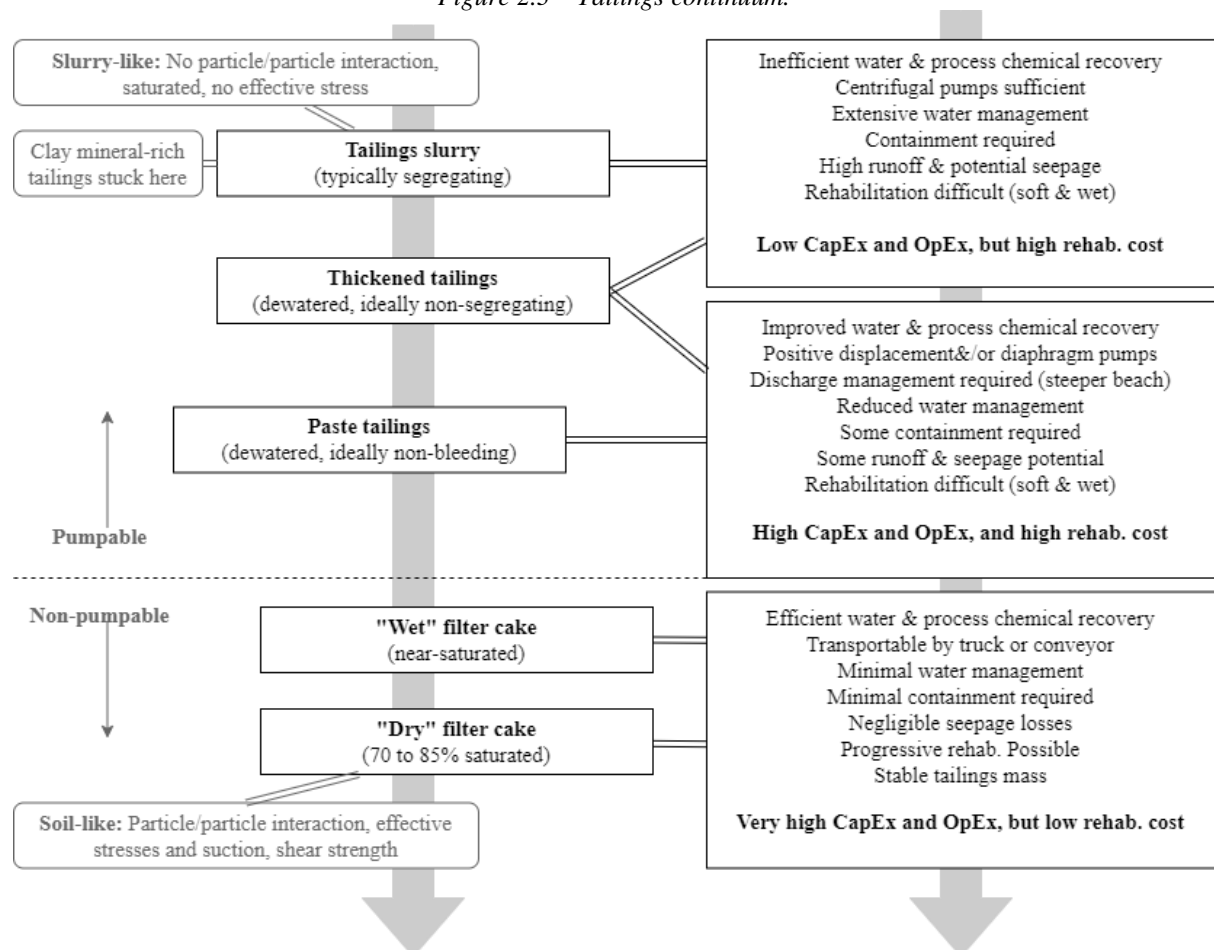 Figure 2.3 – Tailings continuum.
Slurry-like: No particle/particle interaction,
saturated, no effective stress
Clay mineral-rich
tailings stuck here
Tailings slurry
(typically segregating)
Inefficient water & process chemical recovery
Centrifugal pumps sufficient
Extensive water management
Containment required
High runoff & potential seepage
Rehabilitation difficult (soft & wet)
Low CapEx and OpEx, but high rehab. cost
Thickened tailings
(dewatered, ideally non-segregating)
Improved water & process chemical recovery
Positive displacement&/or diaphragm pumps
Discharge management required (steeper beach)
Reduced water management
Some containment required
Some runoff & seepage potential
Rehabilitation difficult (soft & wet)
High CapEx and OpEx, and high rehab. cost
Paste tailings
(dewatered, ideally non-bleeding)
Pumpable
Non-pumpable
"Wet" filter cake
(near-saturated)
"Dry" filter cake
(70 to 85% saturated)
Efficient water & process chemical recovery
Transportable by truck or conveyor
Minimal water management
Minimal containment required
Negligible seepage losses
Progressive rehab. Possible
Stable tailings mass
Very high CapEx and OpEx, but low rehab. cost
Soil-like: Particle/particle interaction, effective
stresses and suction, shear strength